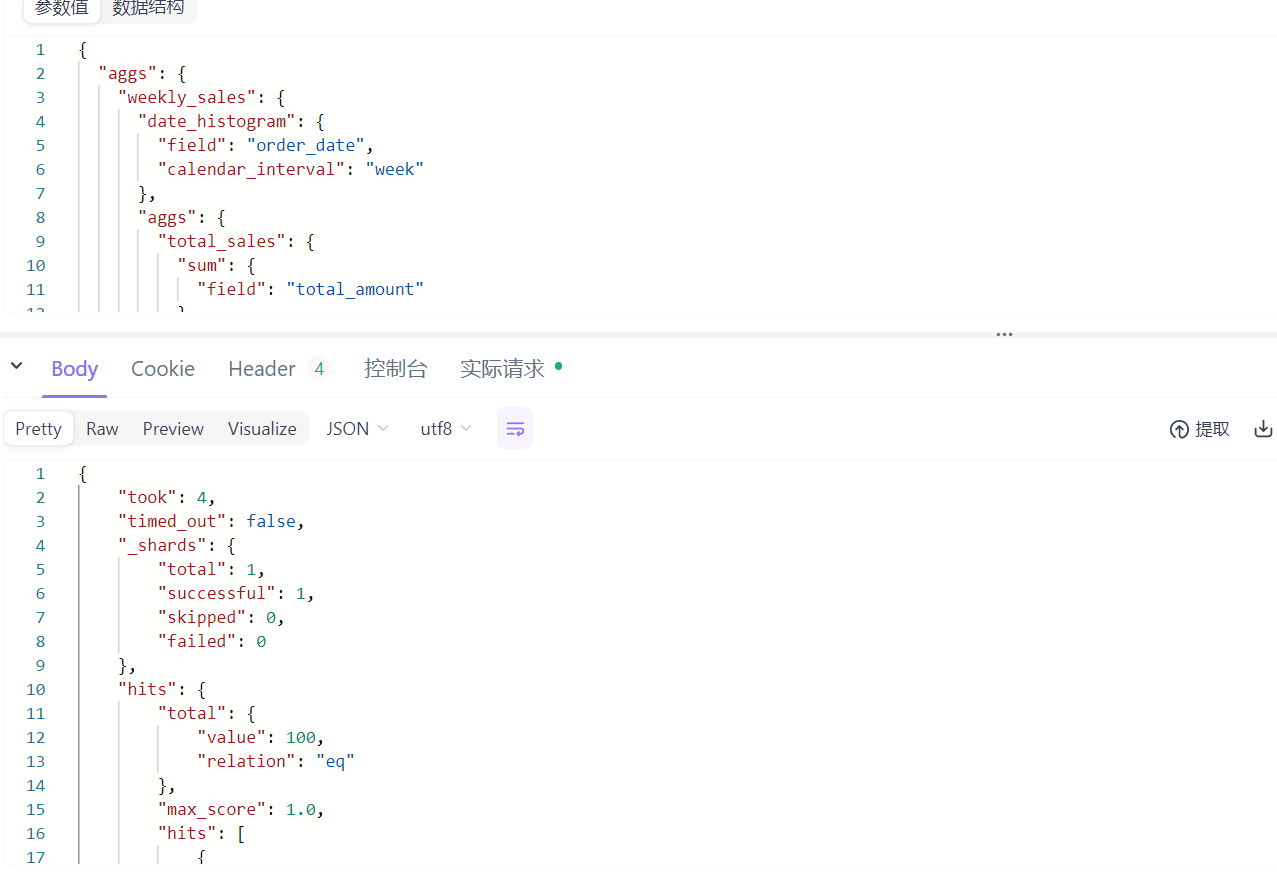 参数值 数据结构
1 {
2 "aggs": {
3 "weekly_sales": {
4 "date_histogram": {
5 "field": "order_date",
6 "calendar_interval": "week"
7 },
8 "aggs": {
9 "total_sales": {
10 "sum": {
11 "field": "total_amount"
12 }
Body Cookie Header 4 控制台 实际请求
Pretty Raw Preview Visualize JSON utf8 提取
1 {
2 "took": 4,
3 "timed_out": false,
4 "_shards": {
5 "total": 1,
6 "successful": 1,
7 "skipped": 0,
8 "failed": 0
9 },
10 "hits": {
11 "total": {
12 "value": 100,
13 "relation": "eq"
14 },
15 "max_score": 1.0,
16 "hits": [
17 {